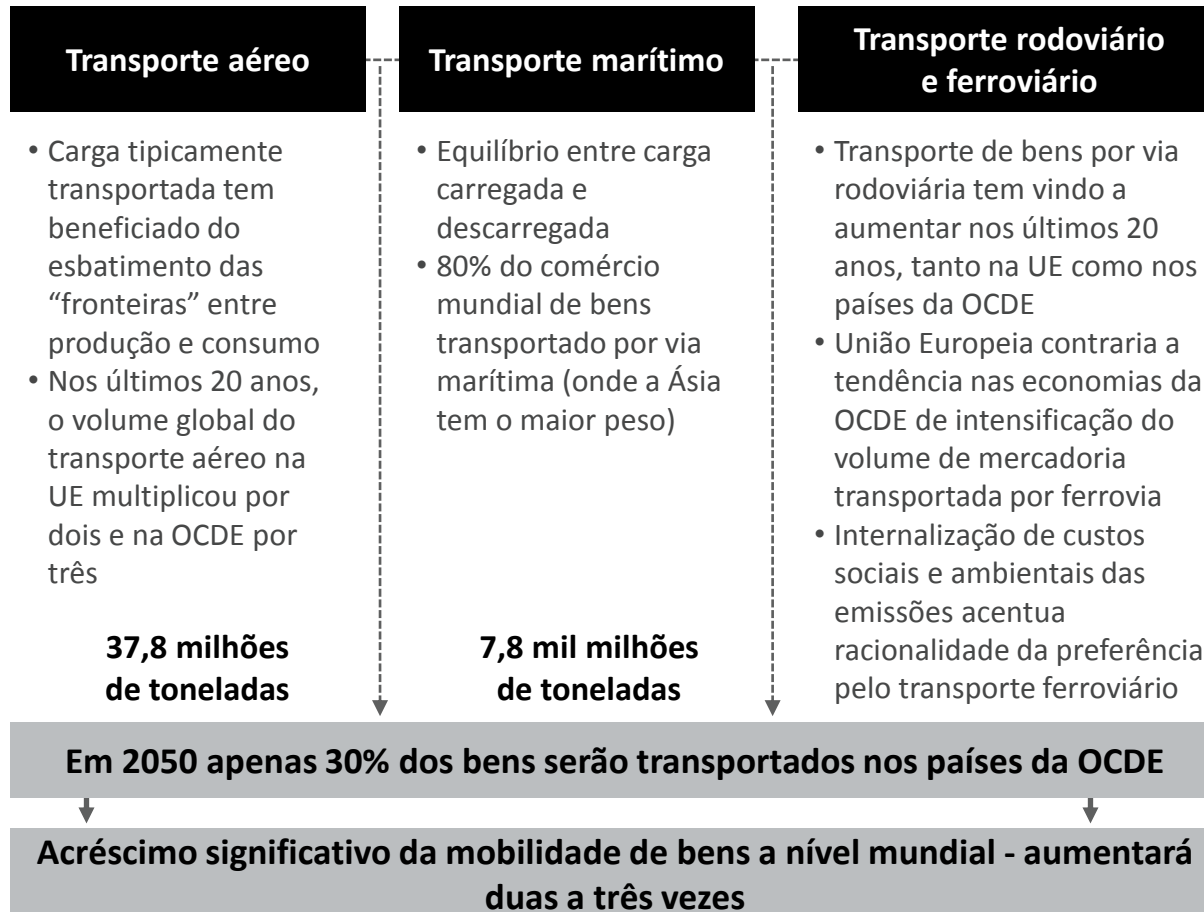 Transporte aéreo
• Carga tipicamente
transportada tem
beneficiado do
esbatimento das
“fronteiras” entre
produção e consumo
• Nos últimos 20 anos,
o volume global do
transporte aéreo na
UE multiplicou por
dois e na OCDE por
três
37,8 milhões
de toneladas
Transporte marítimo
• Equilíbrio entre carga
carregada e
descarregada
• 80% do comércio
mundial de bens
transportado por via
marítima (onde a Ásia
tem o maior peso)
7,8 mil milhões
de toneladas
Transporte rodoviário
e ferroviário
• Transporte de bens por via
rodoviária tem vindo a
aumentar nos últimos 20
anos, tanto na UE como nos
países da OCDE
• União Europeia contraria a
tendência nas economias da
OCDE de intensificação do
volume de mercadoria
transportada por ferrovia
• Internalização de custos
sociais e ambientais das
emissões acentua
racionalidade da preferência
pelo transporte ferroviário
Em 2050 apenas 30% dos bens serão transportados nos países da OCDE
Acréscimo significativo da mobilidade de bens a nível mundial - aumentará
duas a três vezes